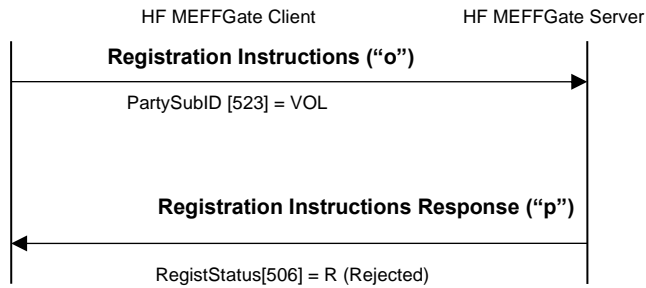 HF MEFFGate Client HF MEFFGate Server
Registration Instructions (“o”)
PartySubID [523] = VOL
Registration Instructions Response (“p”)
RegistStatus[506] = R (Rejected)